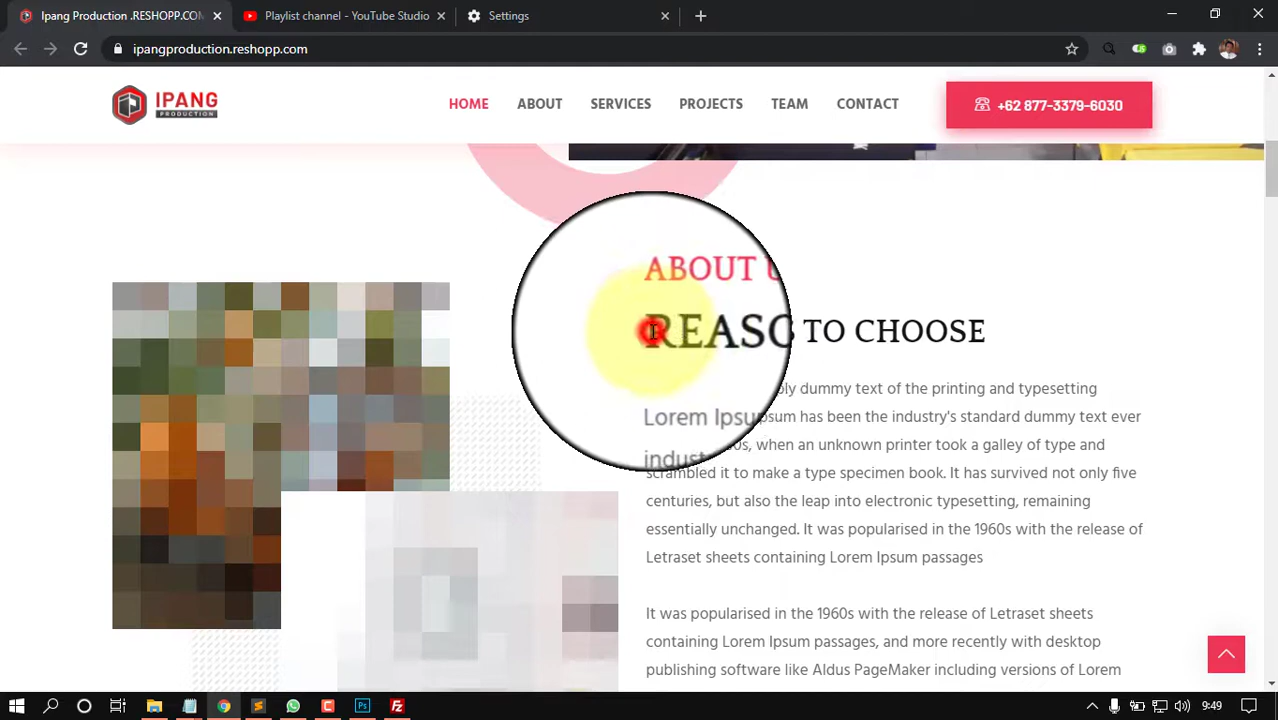 Ipang Production .RESHOPP.COM
Playlist channel - YouTube Studio
Settings
ipangproduction.reshopp.com
IPANG
PRODUCTION
HOME
ABOUT
SERVICES
PROJECTS
TEAM
CONTACT
+62 877-3379-6030
ABOUT U
REASO TO CHOOSE
dummy text of the printing and typesetting
Lorem Ipsu has been the industry's standard dummy text ever
indust when an unknown printer took a galley of type and
scrambled it to make a type specimen book. It has survived not only five
centuries, but also the leap into electronic typesetting, remaining
essentially unchanged. It was popularised in the 1960s with the release of
Letraset sheets containing Lorem Ipsum passages
It was popularised in the 1960s with the release of Letraset sheets
containing Lorem Ipsum passages, and more recently with desktop
publishing software like Aldus PageMaker including versions of Lorem
9:49